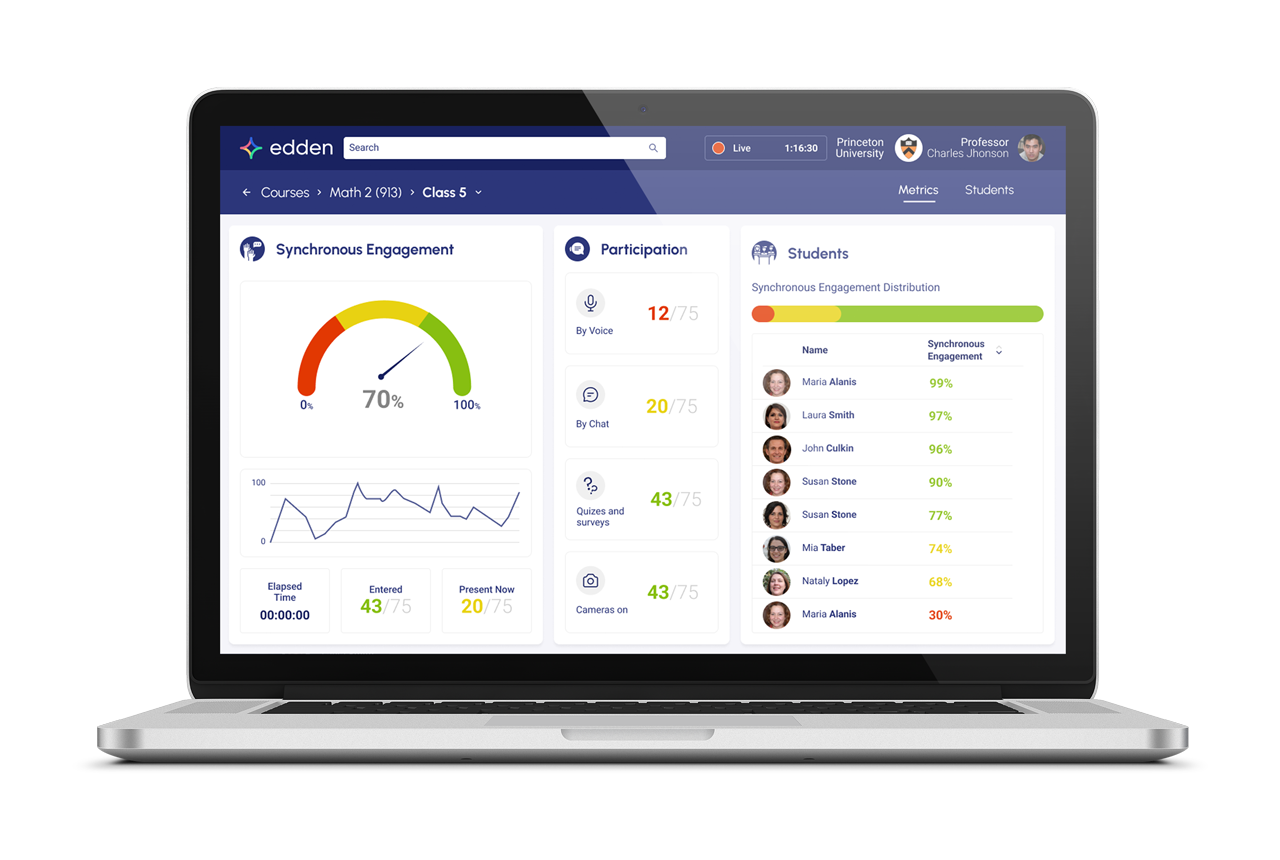 edden
Search
Live 1:16:30
Princeton
University
Professor
Charles Jhonson
Courses › Math 2 (913) › Class 5
Metrics
Students
Synchronous Engagement
0%
70%
100%
100
0
Elapsed
Time
00:00:00
Entered
43/75
Present Now
20/75
Participation
By Voice
12/75
By Chat
20/75
Quizes and
surveys
43/75
Cameras on
43/75
Students
Synchronous Engagement Distribution
Name
Synchronous
Engagement
Maria Alanis 99%
Laura Smith 97%
John Culkin 96%
Susan Stone 90%
Susan Stone 77%
Mia Taber 74%
Nataly Lopez 68%
Maria Alanis 30%